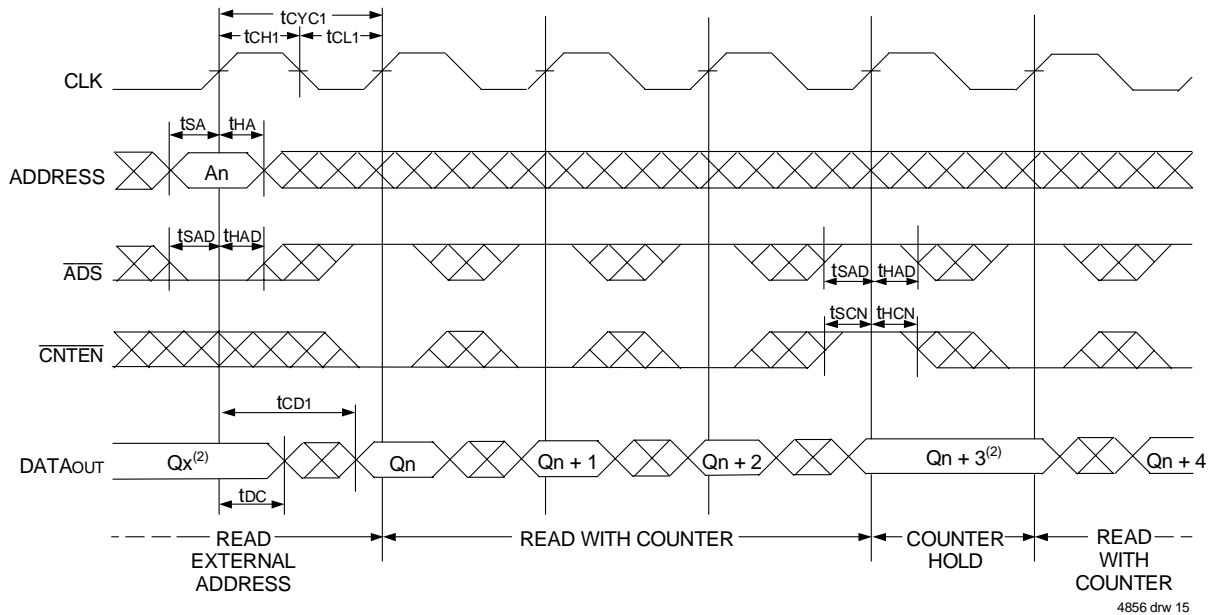 tCYC1
tCH1 tCL1
CLK
tSA tHA
ADDRESS An
tSAD tHAD
ADS tSAD tHAD
tSCN tHCN
CNTEN
tCD1
DATAOUT Qx(2) Qn Qn + 1 Qn + 2 Qn + 3(2) Qn + 4
tDC
READ EXTERNAL ADDRESS
READ WITH COUNTER
COUNTER HOLD
READ WITH COUNTER
4856 drw 15